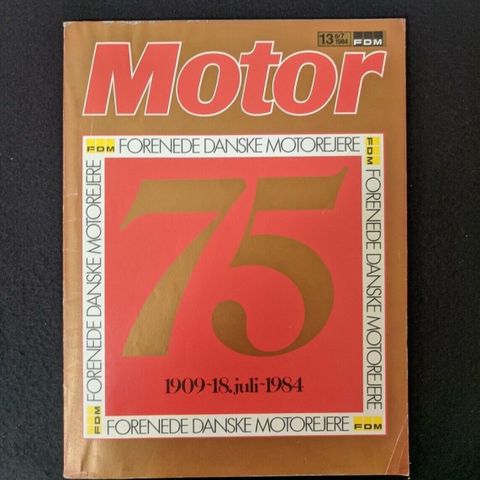 13 6/7 1984 FDM
Motor
FDM FORENEDE DANSKE MOTOREJERE FDM
FORENEDE DANSKE MOTOREJERE
FORENEDE DANSKE MOTOREJERE
75
1909~18. juli~1984
FDM FORENEDE DANSKE MOTOREJERE FDM